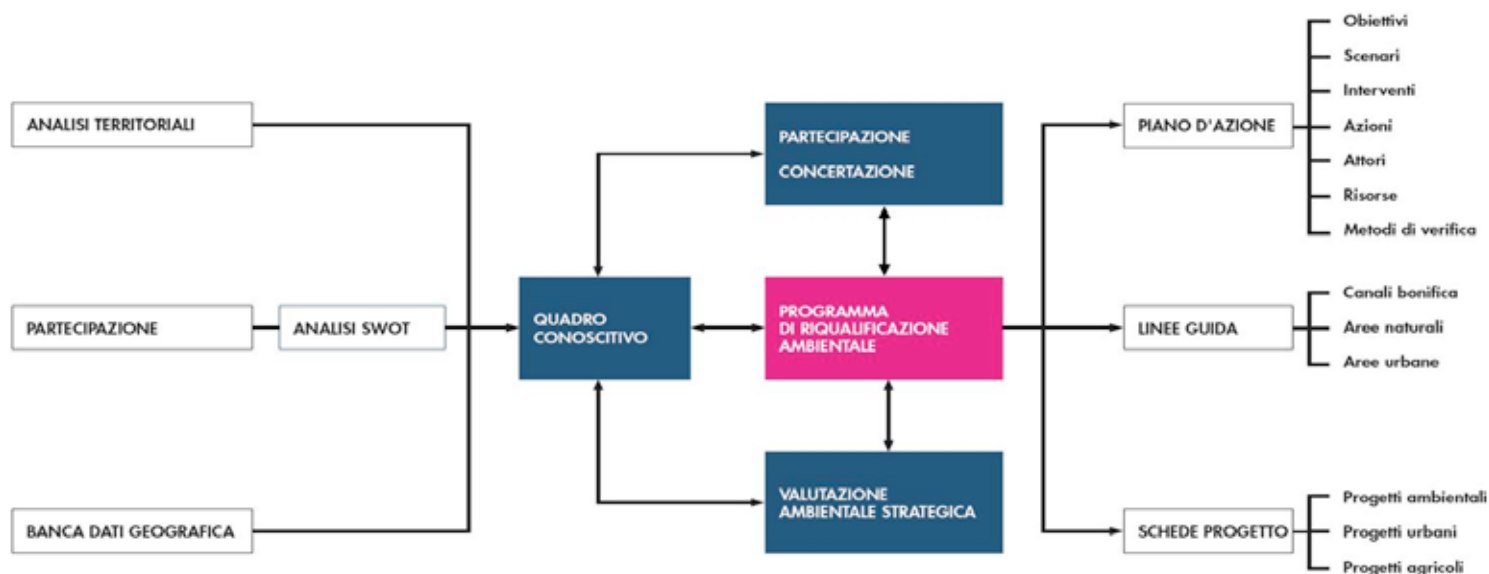 ANALISI TERRITORIALI
PARTECIPAZIONE
ANALISI SWOT
BANCA DATI GEOGRAFICA
QUADRO
CONOSCITIVO
PARTECIPAZIONE
CONCERTAZIONE
PROGRAMMA
DI RIQUALIFICAZIONE
AMBIENTALE
VALUTAZIONE
AMBIENTALE STRATEGICA
PIANO D'AZIONE
Obiettivi
Scenari
Interventi
Azioni
Attori
Risorse
Metodi di verifica
LINEE GUIDA
Canali bonifica
Aree naturali
Aree urbane
SCHEDE PROGETTO
Progetti ambientali
Progetti urbani
Progetti agricoli